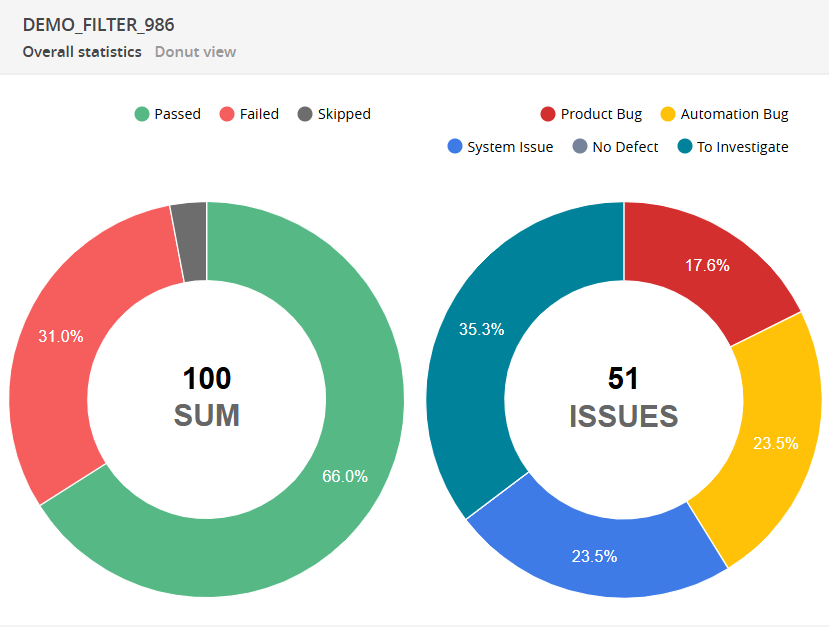 DEMO_FILTER_986
Overall statistics Donut view
Passed Failed Skipped
Product Bug Automation Bug
System Issue No Defect To Investigate
31.0%
66.0%
100
SUM
17.6%
35.3%
23.5%
23.5%
51
ISSUES